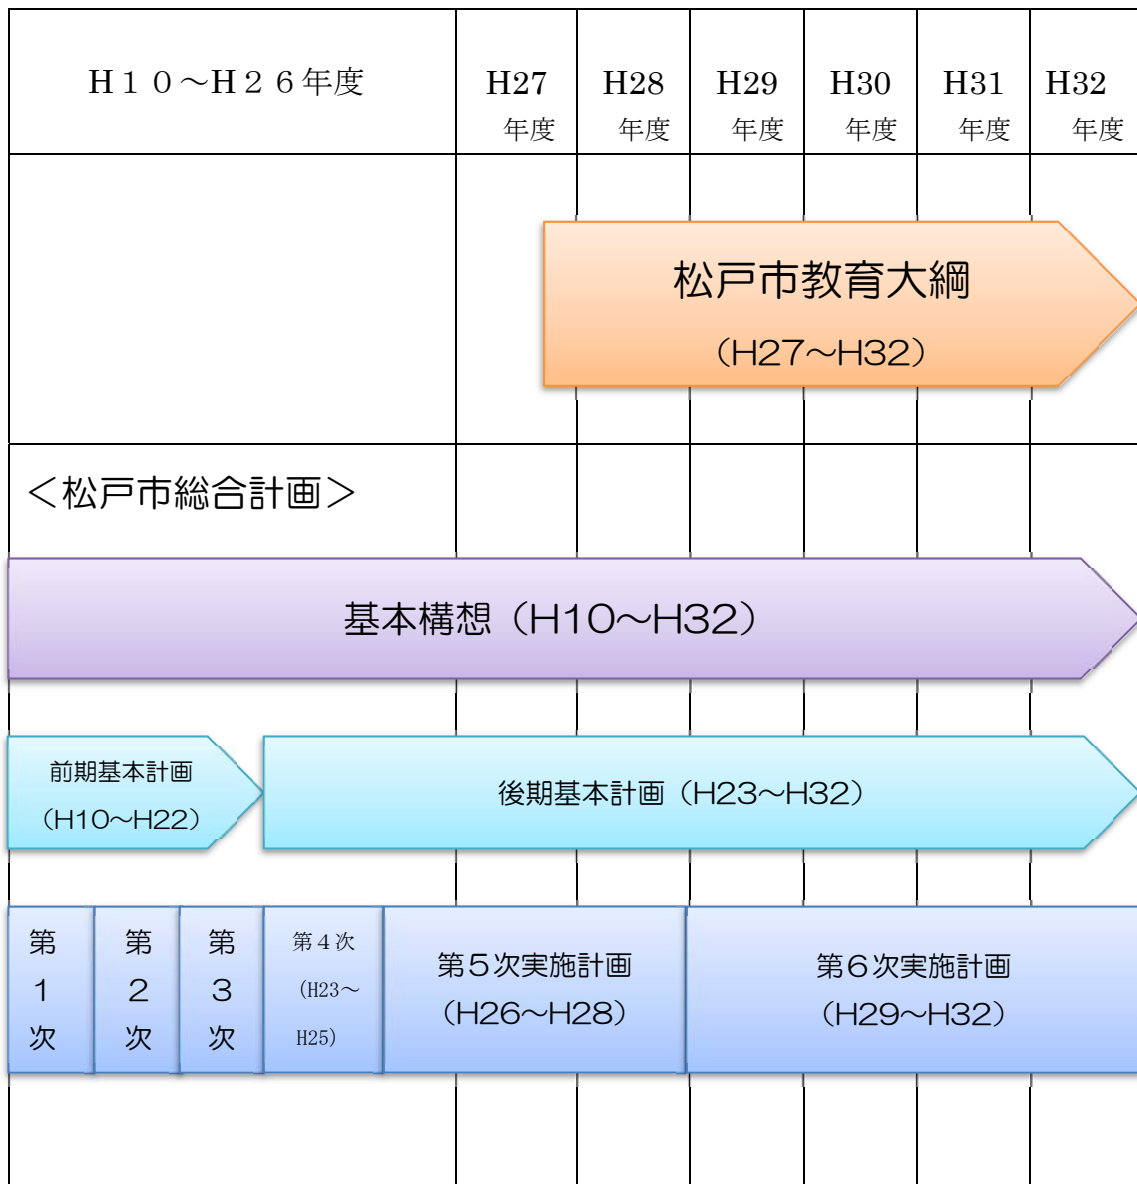 H１０～H２６年度
H27
年度
H28
年度
H29
年度
H30
年度
H31
年度
H32
年度
松戸市教育大綱
（H27～H32）
＜松戸市総合計画＞
基本構想（H10～H32）
前期基本計画
（H10～H22）
後期基本計画（H23～H32）
第
１
次
第
２
次
第
３
次
第４次
（H23～
H25）
第５次実施計画
（H26～H28）
第６次実施計画
（H29～H32）